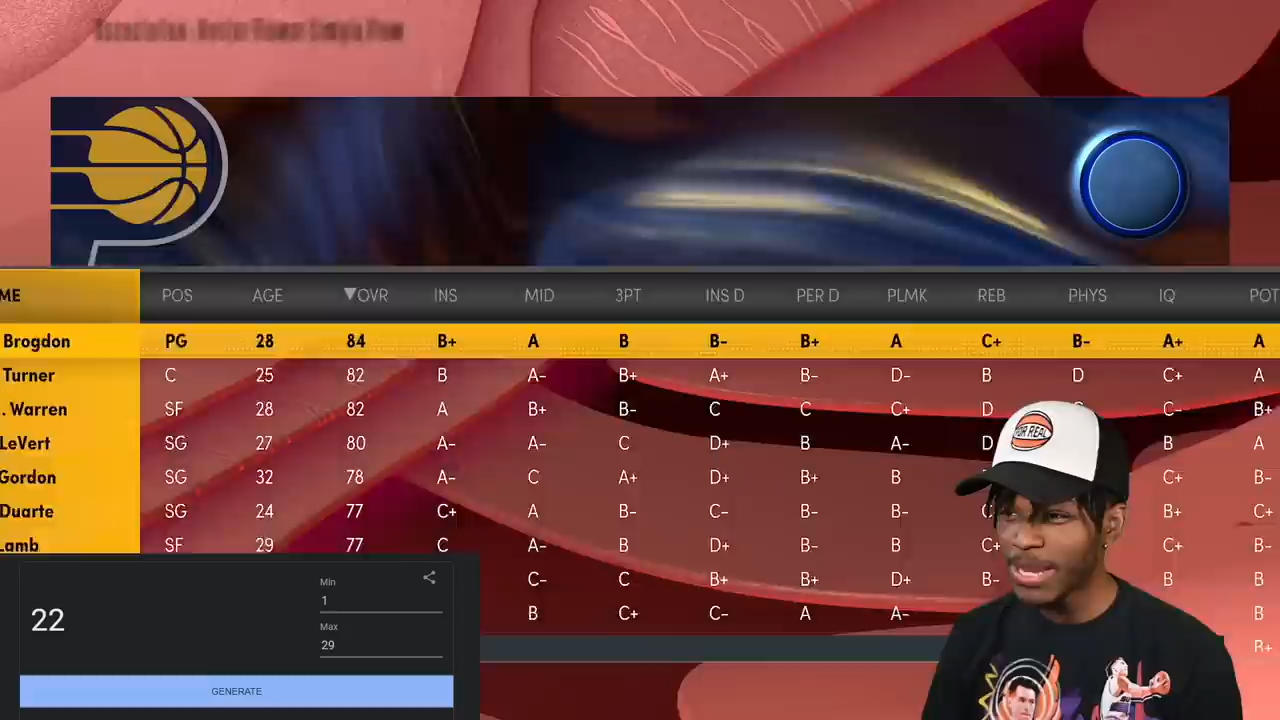 ME POS AGE ▼OVR INS MID 3PT INS D PER D PLMK REB PHYS IQ POT
Brogdon PG 28 84 B+ A B B- B+ A C+ B- A+ A
Turner C 25 82 B A- B+ A+ B- D- B D C+ A
. Warren SF 28 82 A B+ B- C C C+ D C- B+
LeVert SG 27 80 A- A- C D+ B A- D B A
Gordon SG 32 78 A- C A+ D+ B+ B C+ B-
Duarte SG 24 77 C+ A B- C- B- B- B+ C+
Lamb SF 29 77 C A- B D+ B- B C+ C+ B-
C- C B+ B+ D+ B- B B
B C+ C- A A- B
B+
Min
1
22
Max
29
GENERATE
FOR REAL